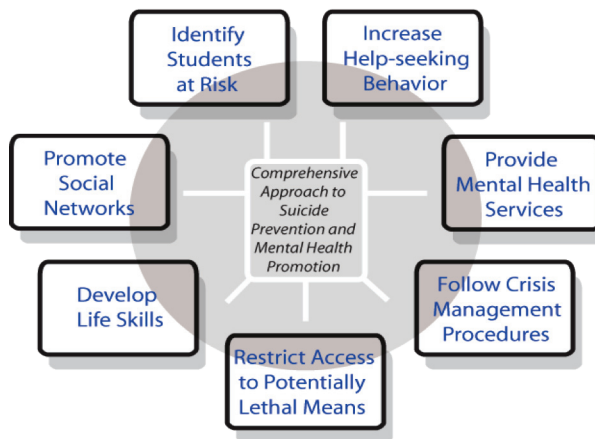 Identify
Students
at Risk
Increase
Help-seeking
Behavior
Promote
Social
Networks
Comprehensive
Approach to
Suicide
Prevention and
Mental Health
Promotion
Provide
Mental Health
Services
Develop
Life Skills
Follow Crisis
Management
Procedures
Restrict Access
to Potentially
Lethal Means